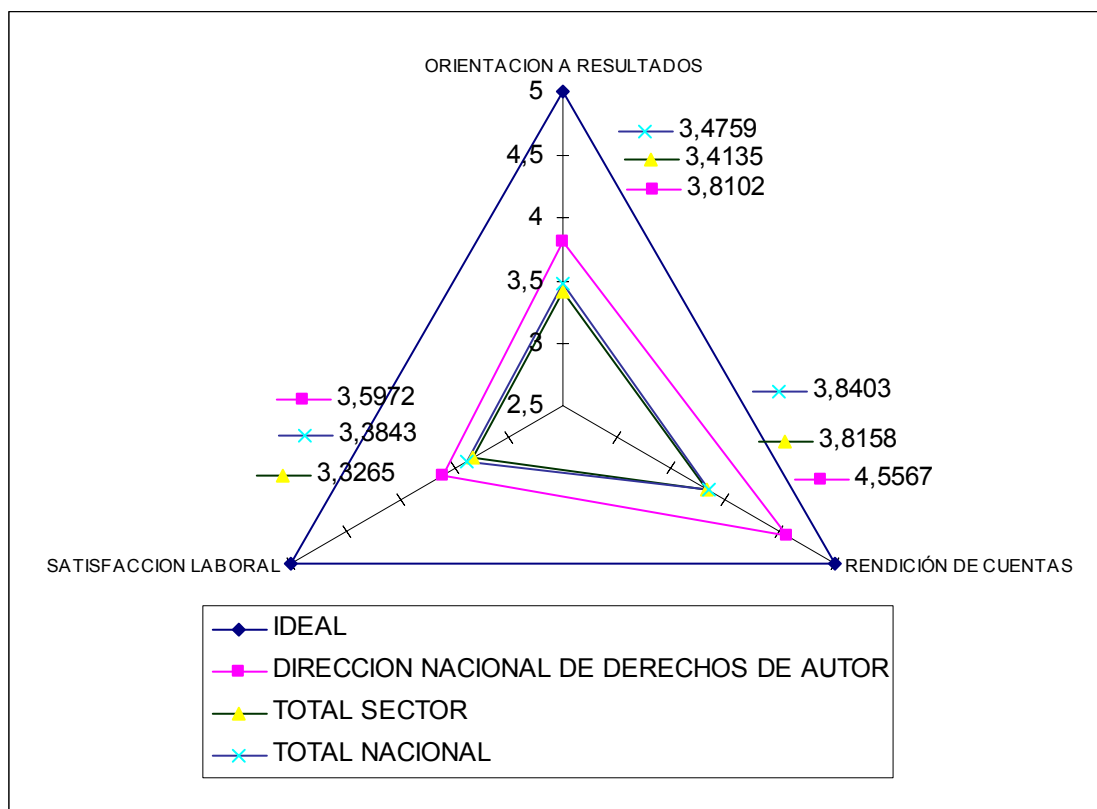 ORIENTACION A RESULTADOS
5
4,5
4
3,5
3
2,5
3,4759
3,4135
3,8102
3,5972
3,3843
3,3265
3,8403
3,8158
4,5567
SATISFACCION LABORAL
RENDICIÓN DE CUENTAS
IDEAL
DIRECCION NACIONAL DE DERECHOS DE AUTOR
TOTAL SECTOR
TOTAL NACIONAL